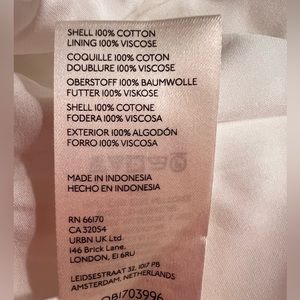 SHELL 100% COTTON
LINING 100% VISCOSE
COQUILLE 100% COTON
DOUBLURE 100% VISCOSE
OBERSTOFF 100% BAUMWOLLE
FUTTER 100% VISKOSE
SHELL 100% COTONE
FODERA 100% VISCOSA
EXTERIOR 100% ALGODÓN
FORRO 100% VISCOSA
MADE IN INDONESIA
HECHO EN INDONESIA
RN 66170
CA 32054
URBN UK Ltd.
146 Brick Lane,
LONDON, E1 6RU
LEIDSESTRAAT 32, 1017 PB
AMSTERDAM, NETHERLANDS
OB1703996